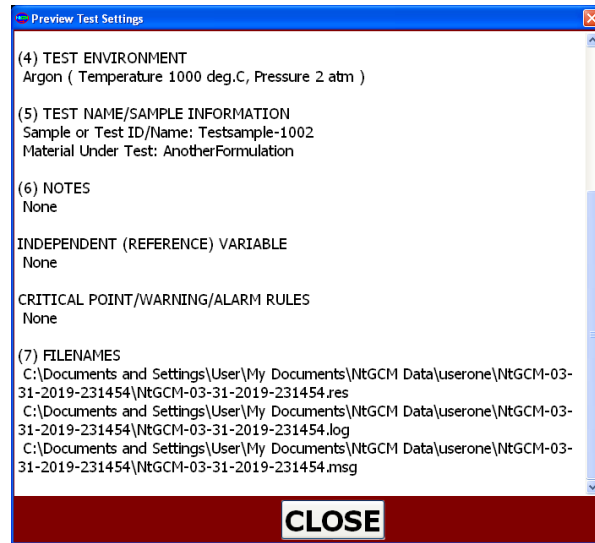 Preview Test Settings
(4) TEST ENVIRONMENT
Argon ( Temperature 1000 deg.C, Pressure 2 atm )
(5) TEST NAME/SAMPLE INFORMATION
Sample or Test ID/Name: Testsample-1002
Material Under Test: AnotherFormulation
(6) NOTES
None
INDEPENDENT (REFERENCE) VARIABLE
None
CRITICAL POINT/WARNING/ALARM RULES
None
(7) FILENAMES
C:\Documents and Settings\User\My Documents\NtGCM Data\userone\NtGCM-03-
31-2019-231454\NtGCM-03-31-2019-231454.res
C:\Documents and Settings\User\My Documents\NtGCM Data\userone\NtGCM-03-
31-2019-231454\NtGCM-03-31-2019-231454.log
C:\Documents and Settings\User\My Documents\NtGCM Data\userone\NtGCM-03-
31-2019-231454\NtGCM-03-31-2019-231454.msg
CLOSE